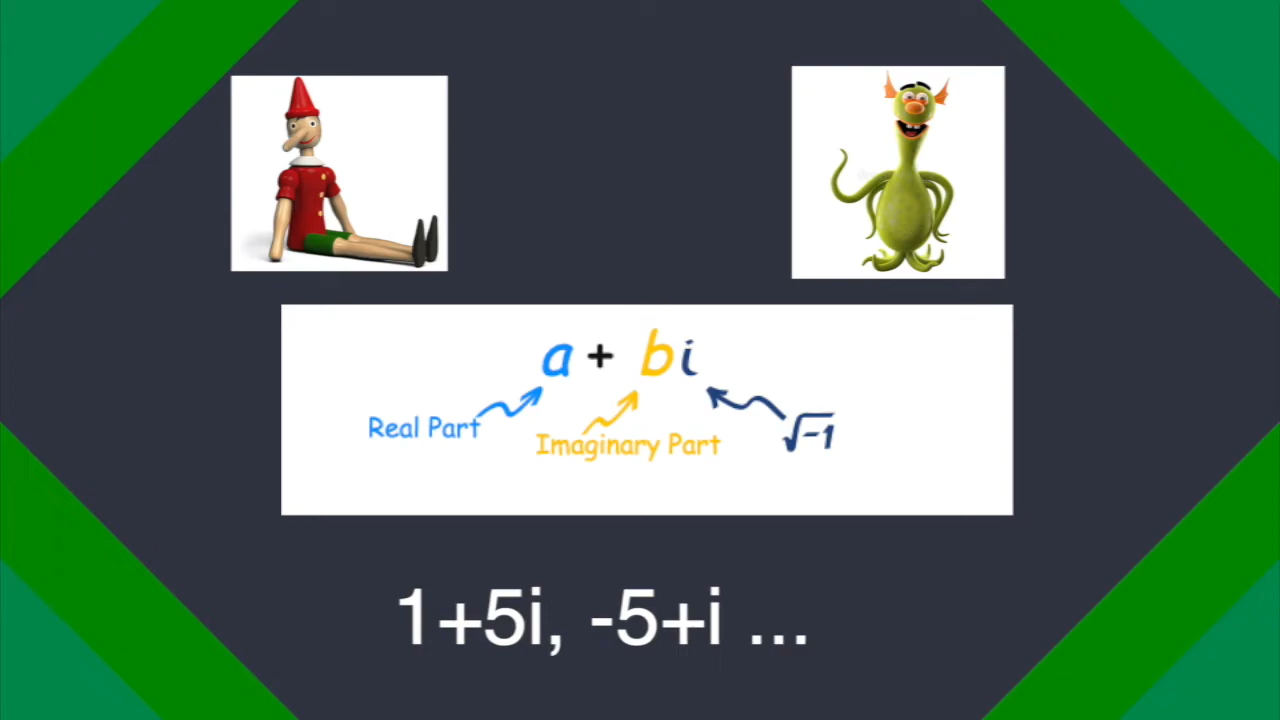 a + bi
Real Part
Imaginary Part
√-1
1+5i, -5+i ...